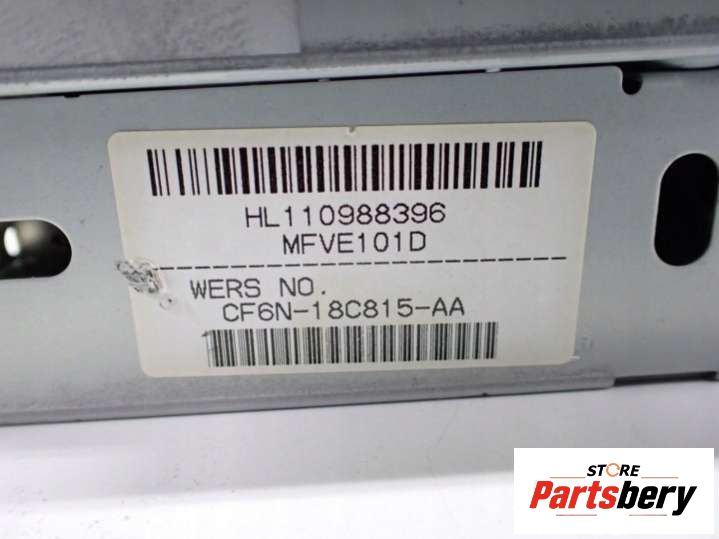 HL110988396
MFVE101D
WERS NO.
CF6N-18C815-AA
STORE
Partsbery